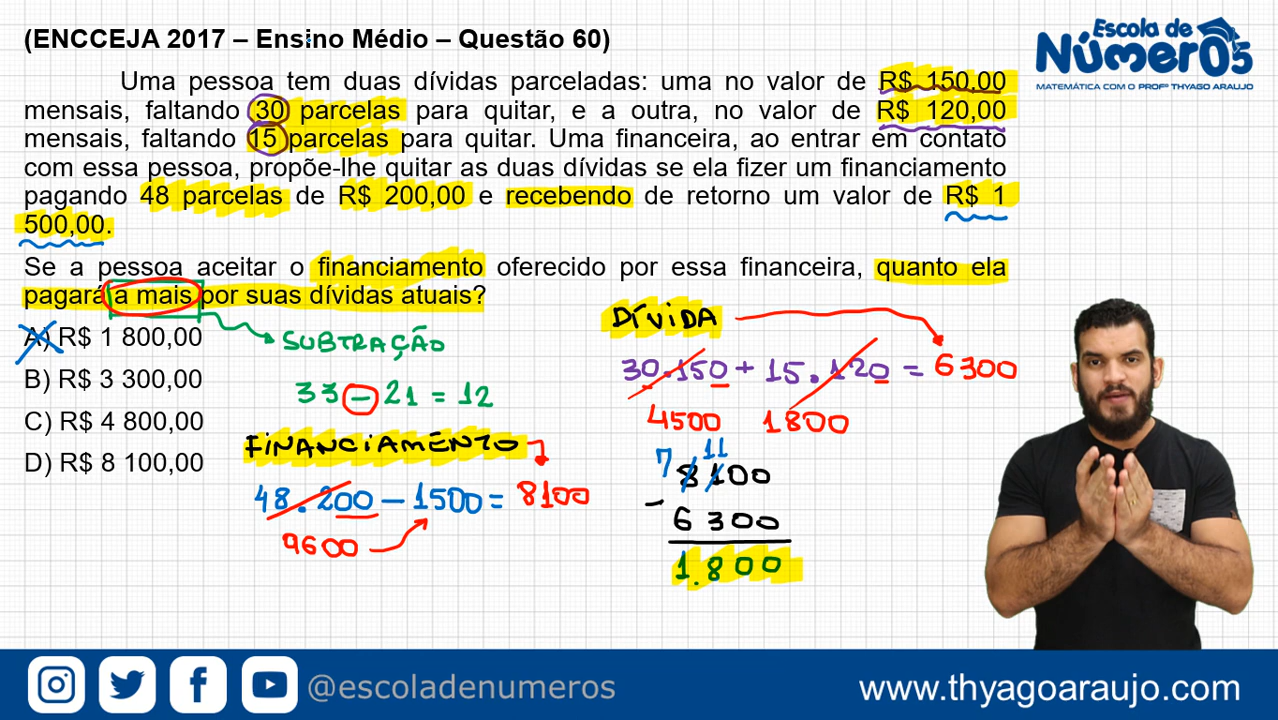 (ENCCEJA 2017 – Ensino Médio – Questão 60)
Escola de
Números
MATEMÁTICA COM O PROFº THYAGO ARAUJO
Uma pessoa tem duas dívidas parceladas: uma no valor de R$ 150,00
mensais, faltando 30 parcelas para quitar, e a outra, no valor de R$ 120,00
mensais, faltando 15 parcelas para quitar. Uma financeira, ao entrar em contato
com essa pessoa, propõe-lhe quitar as duas dívidas se ela fizer um financiamento
pagando 48 parcelas de R$ 200,00 e recebendo de retorno um valor de R$ 1
500,00.
Se a pessoa aceitar o financiamento oferecido por essa financeira, quanto ela
pagará a mais por suas dívidas atuais?
A) R$ 1 800,00
B) R$ 3 300,00
C) R$ 4 800,00
D) R$ 8 100,00
SUBTRAÇÃO
33 - 21 = 12
FINANCIAMENTO
48.200 - 1500 = 8100
9600
DÍVIDA
30.150 + 15.120 = 6300
4500 1800
7 11
8100
- 6300
1.800
@escoladenumeros
www.thyagoaraujo.com